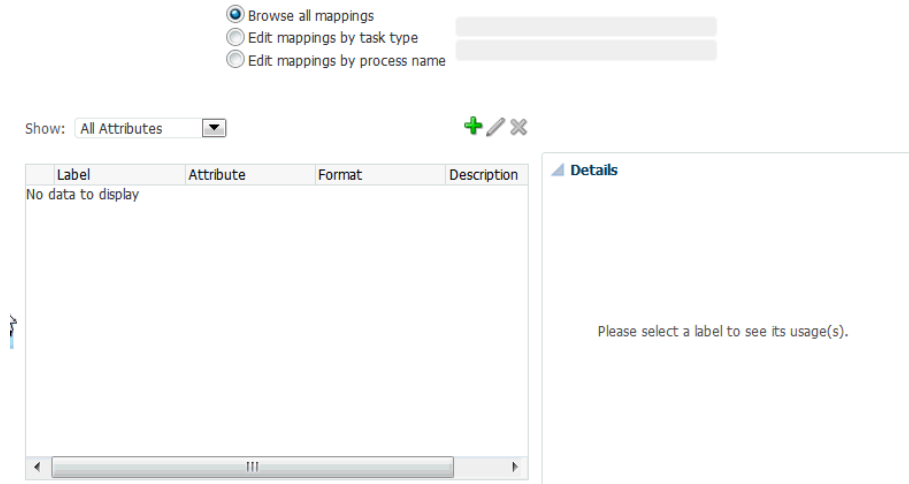 Browse all mappings
Edit mappings by task type
Edit mappings by process name
Show: All Attributes
Label Attribute Format Description
No data to display
Details
Please select a label to see its usage(s).